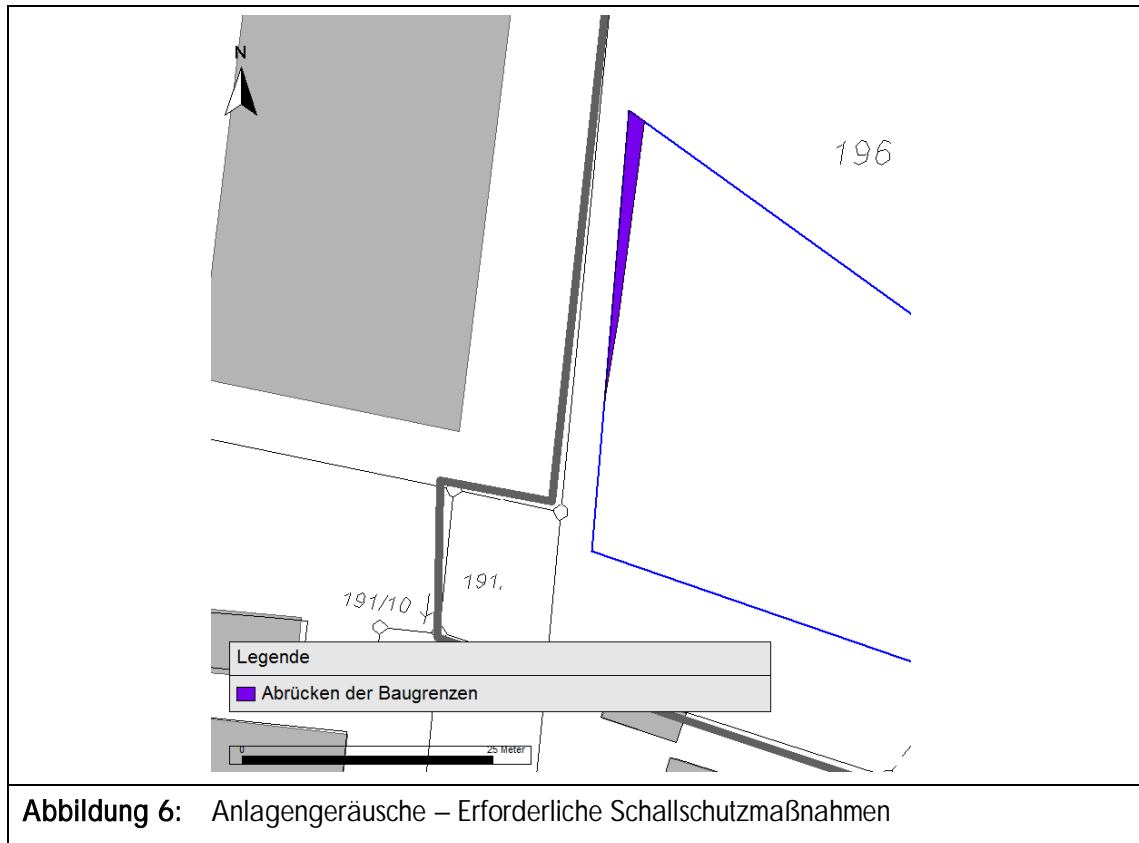 N
196
191.
191/10
Legende
Abrücken der Baugrenzen
0 25 Meter
Abbildung 6: Anlagengeräusche – Erforderliche Schallschutzmaßnahmen